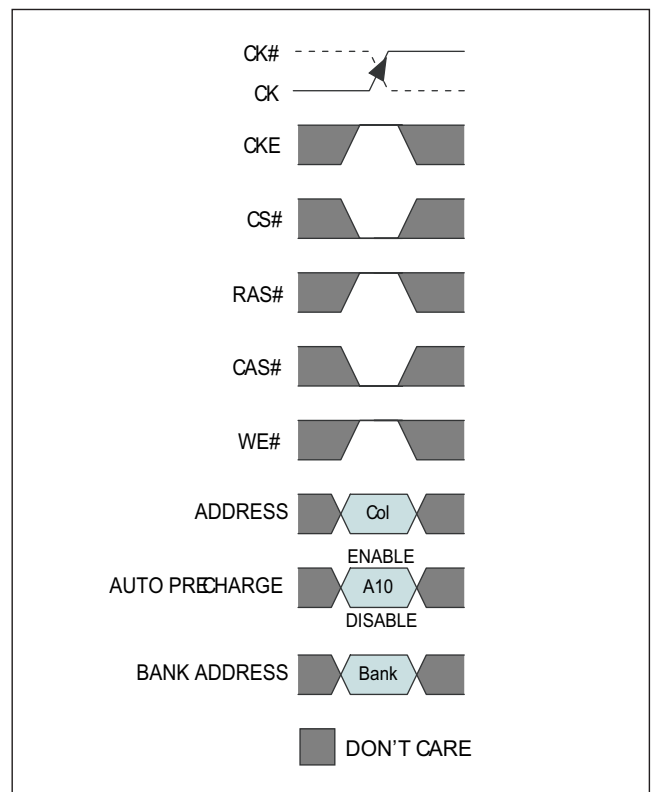 CK#
CK
CKE
CS#
RAS#
CAS#
WE#
ADDRESS
Col
ENABLE
AUTO PRECHARGE
A10
DISABLE
BANK ADDRESS
Bank
DON'T CARE